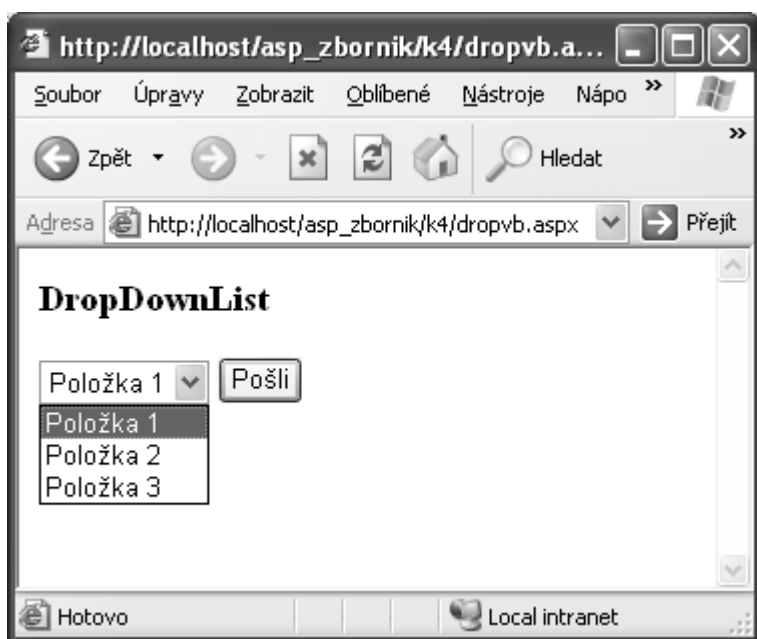 http://localhost/asp_zbornik/k4/dropvb.a...
Soubor Úpravy Zobrazit Oblíbené Nástroje Nápo »
Zpět Hledat »
Adresa http://localhost/asp_zbornik/k4/dropvb.aspx Přejít
DropDownList
Položka 1 Pošli
Položka 1
Položka 2
Položka 3
Hotovo Local intranet